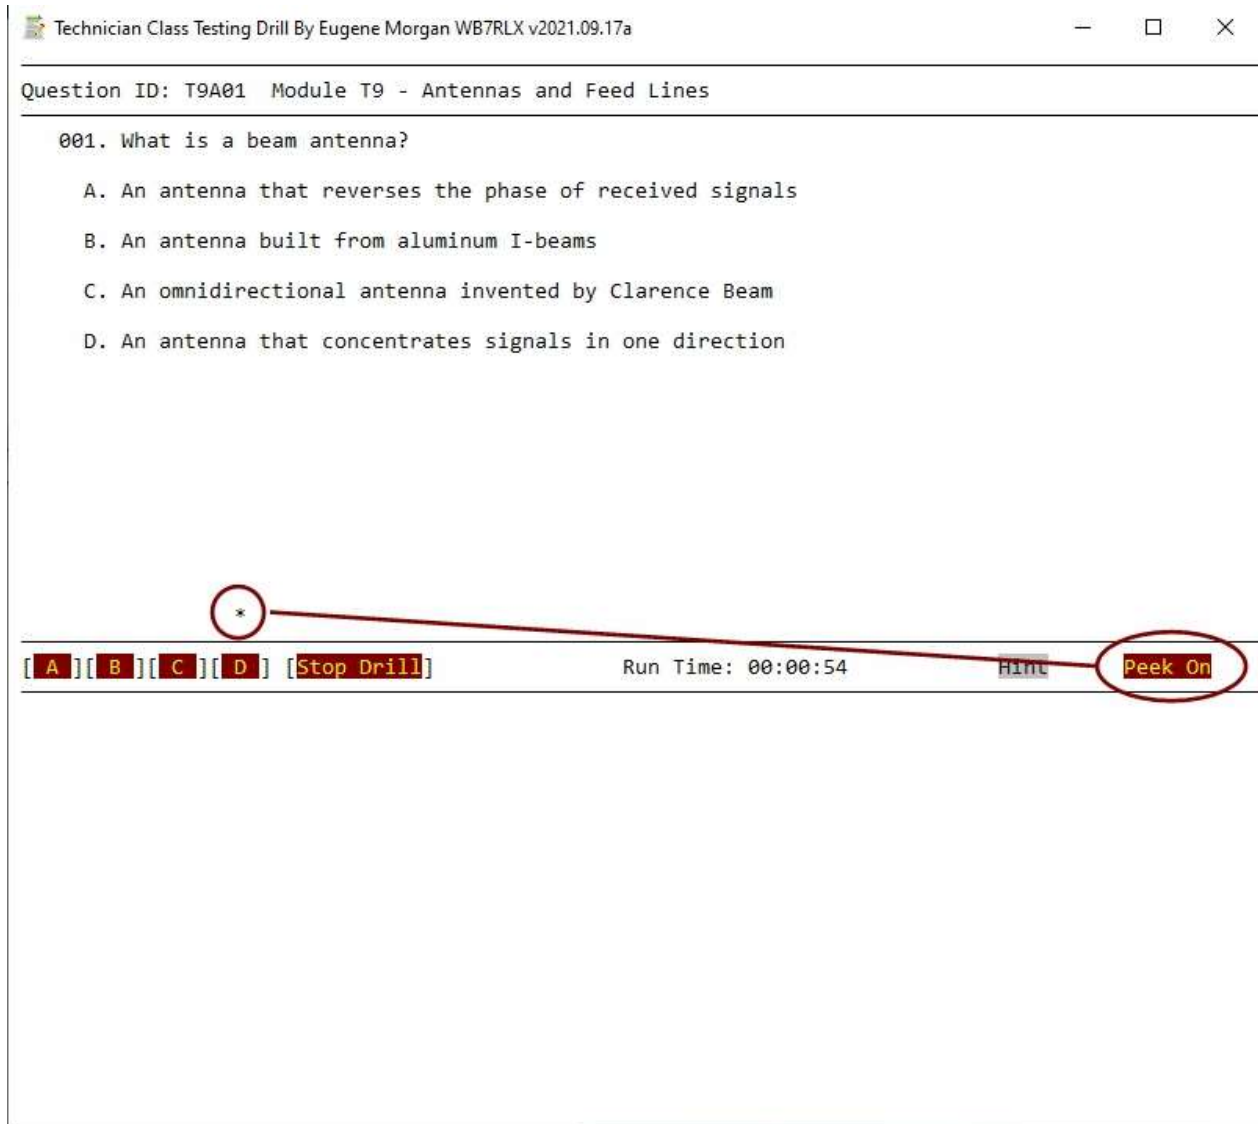 Technician Class Testing Drill By Eugene Morgan WB7RLX v2021.09.17a
Question ID: T9A01  Module T9 - Antennas and Feed Lines
001. What is a beam antenna?
A. An antenna that reverses the phase of received signals
B. An antenna built from aluminum I-beams
C. An omnidirectional antenna invented by Clarence Beam
D. An antenna that concentrates signals in one direction
*
[ A ][ B ][ C ][ D ] [Stop Drill] Run Time: 00:00:54 Hint Peek On